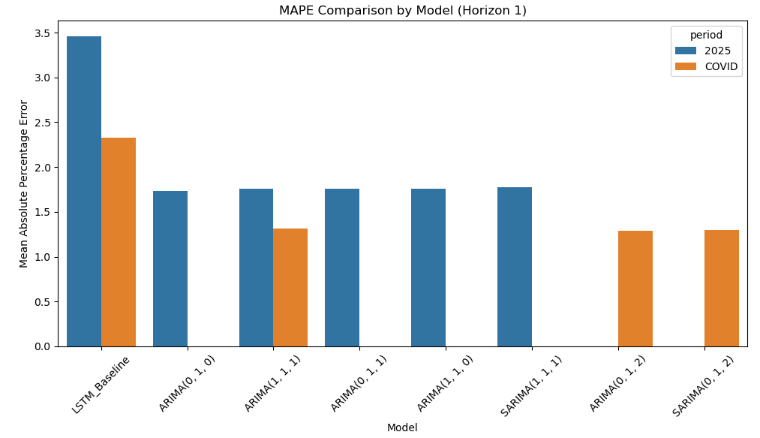 MAPE Comparison by Model (Horizon 1)
period
2025
COVID
Mean Absolute Percentage Error
3.5
3.0
2.5
2.0
1.5
1.0
0.5
0.0
LSTM_Baseline
ARIMA(0, 1, 0)
ARIMA(1, 1, 1)
ARIMA(0, 1, 1)
ARIMA(1, 1, 0)
SARIMA(1, 1, 1)
ARIMA(0, 1, 2)
SARIMA(0, 1, 2)
Model